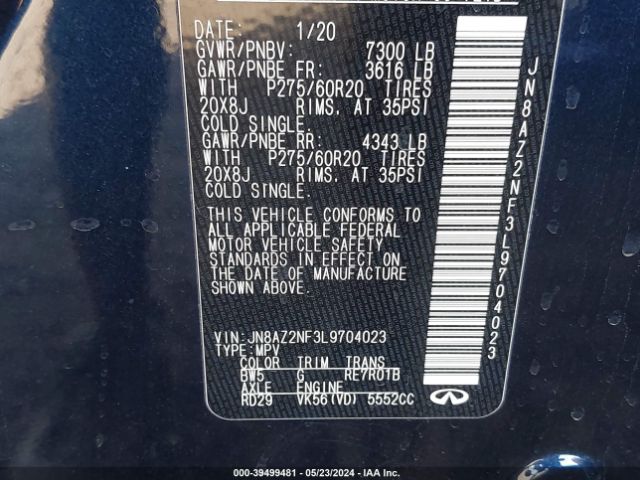 DATE: 1/20
GVWR/PNBV: 7300 LB
GAWR/PNBE FR: 3616 LB
WITH P275/60R20 TIRES
20X8J RIMS, AT 35PSI
COLD SINGLE.
GAWR/PNBE RR: 4343 LB
WITH P275/60R20 TIRES
20X8J RIMS, AT 35PSI
COLD SINGLE.
THIS VEHICLE CONFORMS TO
ALL APPLICABLE FEDERAL
MOTOR VEHICLE SAFETY
STANDARDS IN EFFECT ON
THE DATE OF MANUFACTURE
SHOWN ABOVE.
VIN: JN8AZ2NF3L9704023
TYPE: MPV
COLOR TRIM TRANS
BW5 G RE7R01B
AXLE ENGINE
RD29 VK56(VD) 5552CC
JN8AZ2NF3L9704023
000-39499481 - 05/23/2024 - IAA Inc.